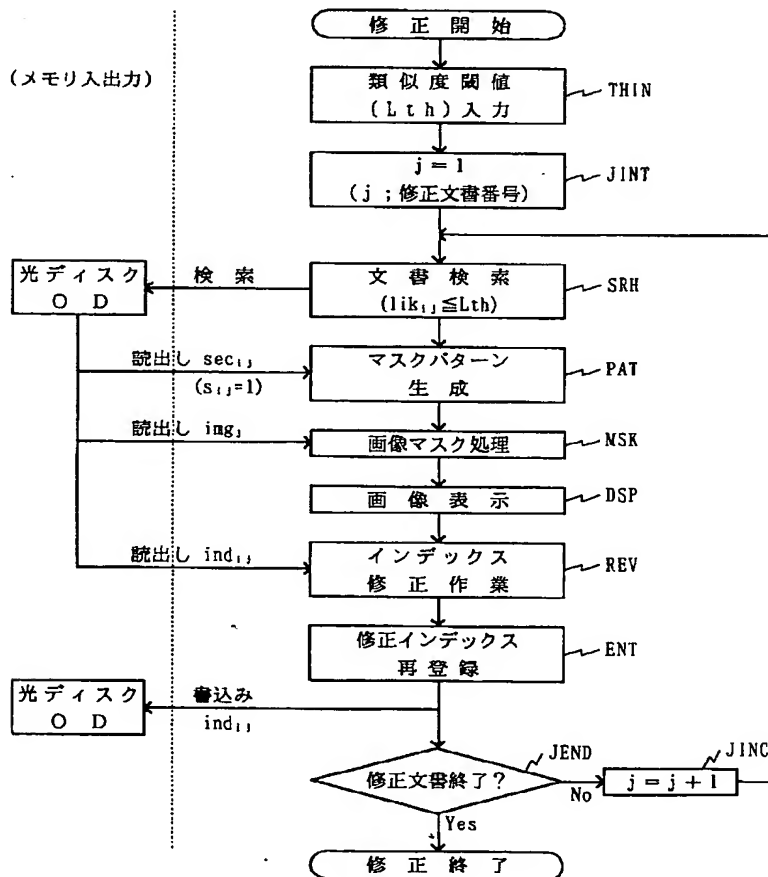 修正開始
(メモリ入出力)
類似度閾値
(Lth)入力
THIN
j=1
(j;修正文書番号)
JINT
光ディスク
OD
検索
文書検索
(likij≦Lth)
SRH
読出し secij
(sij=1)
マスクパターン
生成
PAT
読出し imgj
画像マスク処理
MSK
画像表示
DSP
読出し indij
インデックス
修正作業
REV
修正インデックス
再登録
ENT
光ディスク
OD
書込み
indij
JEND
JINC
修正文書終了?
No
j=j+1
Yes
修正終了